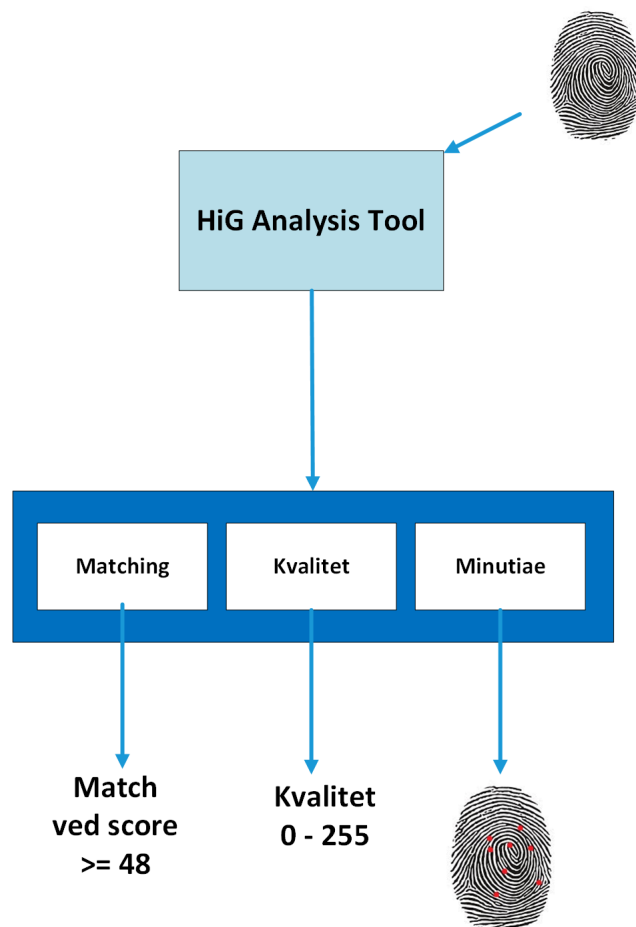 HiG Analysis Tool
Matching
Kvalitet
Minutiae
Match
ved score
>= 48
Kvalitet
0 - 255